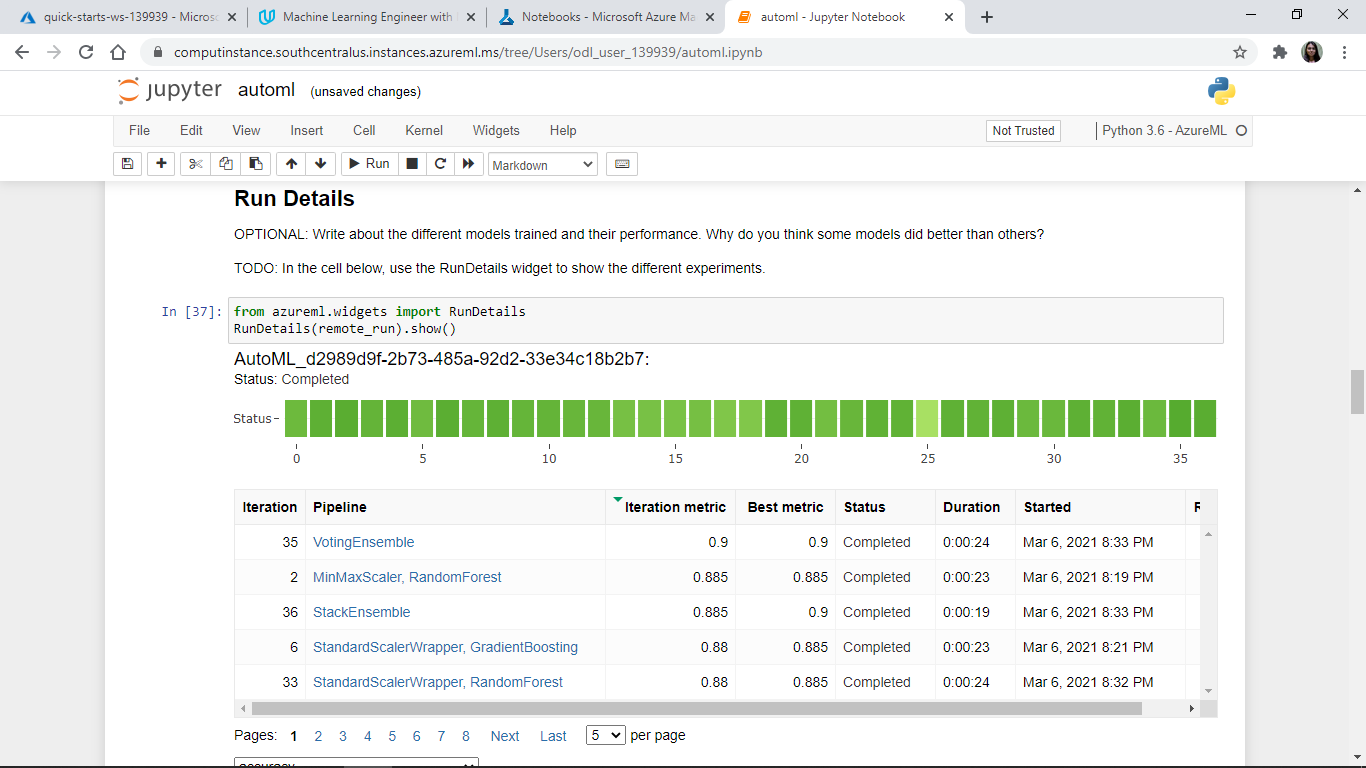 quick-starts-ws-139939 - Microso
Machine Learning Engineer with
Notebooks - Microsoft Azure Ma
automl - Jupyter Notebook
computinstance.southcentralus.instances.azureml.ms/tree/Users/odl_user_139939/automl.ipynb
jupyter automl (unsaved changes)
File Edit View Insert Cell Kernel Widgets Help Not Trusted Python 3.6 - AzureML
Run Markdown
Run Details
OPTIONAL: Write about the different models trained and their performance. Why do you think some models did better than others?
TODO: In the cell below, use the RunDetails widget to show the different experiments.
In [37]: from azureml.widgets import RunDetails
RunDetails(remote_run).show()
AutoML_d2989d9f-2b73-485a-92d2-33e34c18b2b7:
Status: Completed
Status
0 5 10 15 20 25 30 35
Iteration Pipeline Iteration metric Best metric Status Duration Started R
35 VotingEnsemble 0.9 0.9 Completed 0:00:24 Mar 6, 2021 8:33 PM
2 MinMaxScaler, RandomForest 0.885 0.885 Completed 0:00:23 Mar 6, 2021 8:19 PM
36 StackEnsemble 0.885 0.9 Completed 0:00:19 Mar 6, 2021 8:33 PM
6 StandardScalerWrapper, GradientBoosting 0.88 0.885 Completed 0:00:23 Mar 6, 2021 8:21 PM
33 StandardScalerWrapper, RandomForest 0.88 0.885 Completed 0:00:24 Mar 6, 2021 8:32 PM
Pages: 1 2 3 4 5 6 7 8 Next Last 5 per page
accuracy